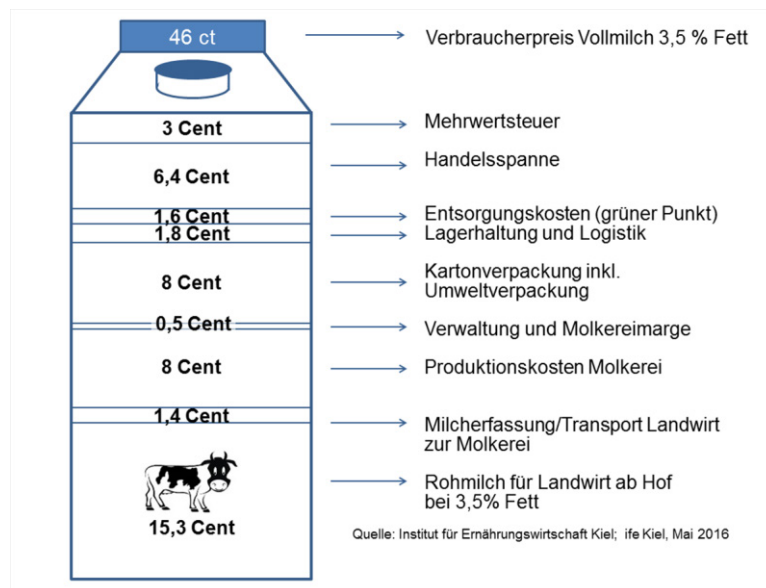 46 ct
Verbraucherpreis Vollmilch 3,5 % Fett
3 Cent
Mehrwertsteuer
6,4 Cent
Handelsspanne
1,6 Cent
Entsorgungskosten (grüner Punkt)
1,8 Cent
Lagerhaltung und Logistik
8 Cent
Kartonverpackung inkl.
Umweltverpackung
0,5 Cent
Verwaltung und Molkereimarge
8 Cent
Produktionskosten Molkerei
1,4 Cent
Milcherfassung/Transport Landwirt
zur Molkerei
15,3 Cent
Rohmilch für Landwirt ab Hof
bei 3,5% Fett
Quelle: Institut für Ernährungswirtschaft Kiel; ife Kiel, Mai 2016